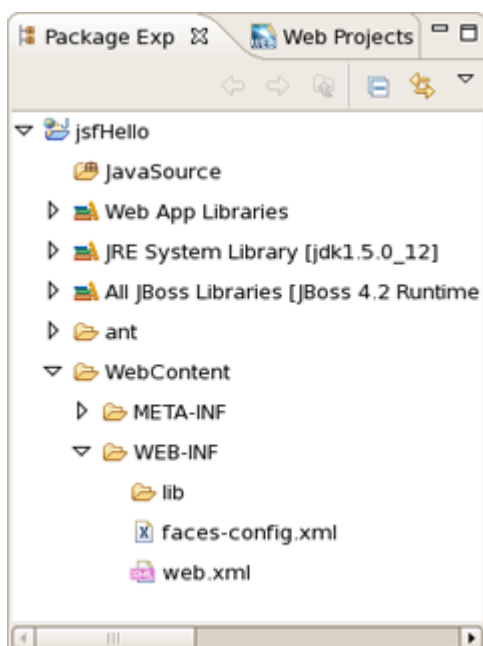 Package Exp
Web Projects
jsfHello
JavaSource
Web App Libraries
JRE System Library [jdk1.5.0_12]
All JBoss Libraries [JBoss 4.2 Runtime
ant
WebContent
META-INF
WEB-INF
lib
faces-config.xml
web.xml